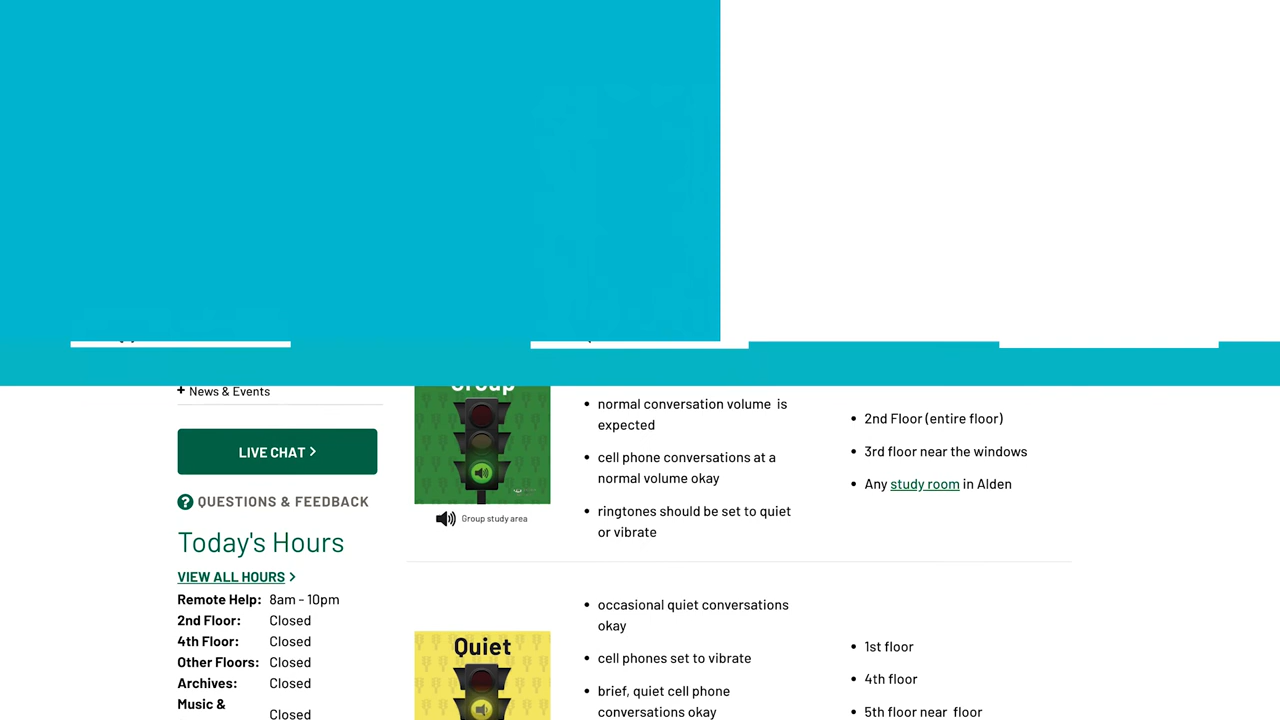 News & Events
LIVE CHAT
QUESTIONS & FEEDBACK
Today's Hours
VIEW ALL HOURS
Remote Help: 8am - 10pm
2nd Floor: Closed
4th Floor: Closed
Other Floors: Closed
Archives: Closed
Music & Closed
Group
Group study area
• normal conversation volume is
expected
• cell phone conversations at a
normal volume okay
• ringtones should be set to quiet
or vibrate
• 2nd Floor (entire floor)
• 3rd floor near the windows
• Any study room in Alden
Quiet
• occasional quiet conversations
okay
• cell phones set to vibrate
• brief, quiet cell phone
conversations okay
• 1st floor
• 4th floor
• 5th floor near floor